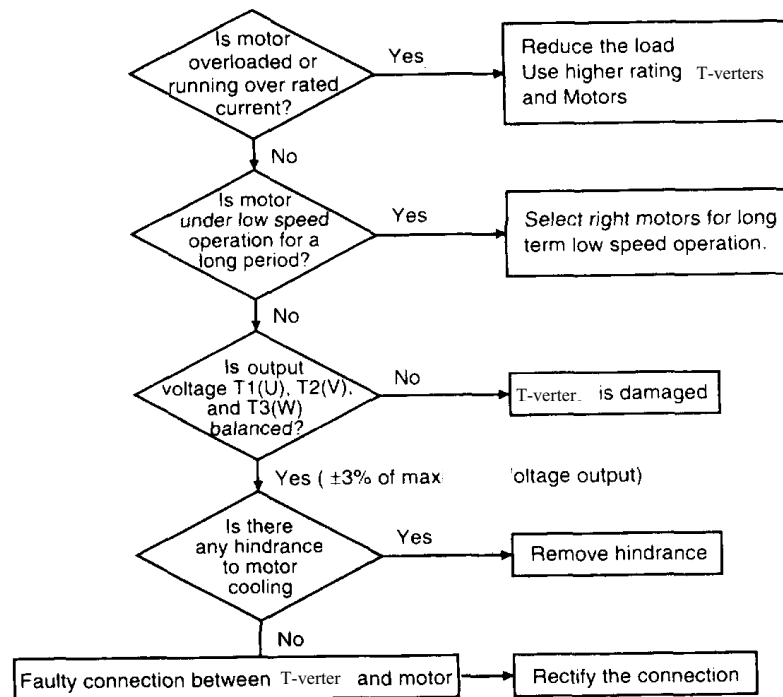 Is motor
overloaded or
running over rated
current?
Yes
Reduce the load
Use higher rating T-verters
and Motors
No
Is motor
under low speed
operation for a
long period?
Yes
Select right motors for long
term low speed operation.
No
Is output
voltage T1(U), T2(V),
and T3(W)
balanced?
No
T-verter is damaged
Yes ( ±3% of max oltage output)
Is there
any hindrance
to motor
cooling
Yes
Remove hindrance
No
Faulty connection between T-verter and motor
Rectify the connection